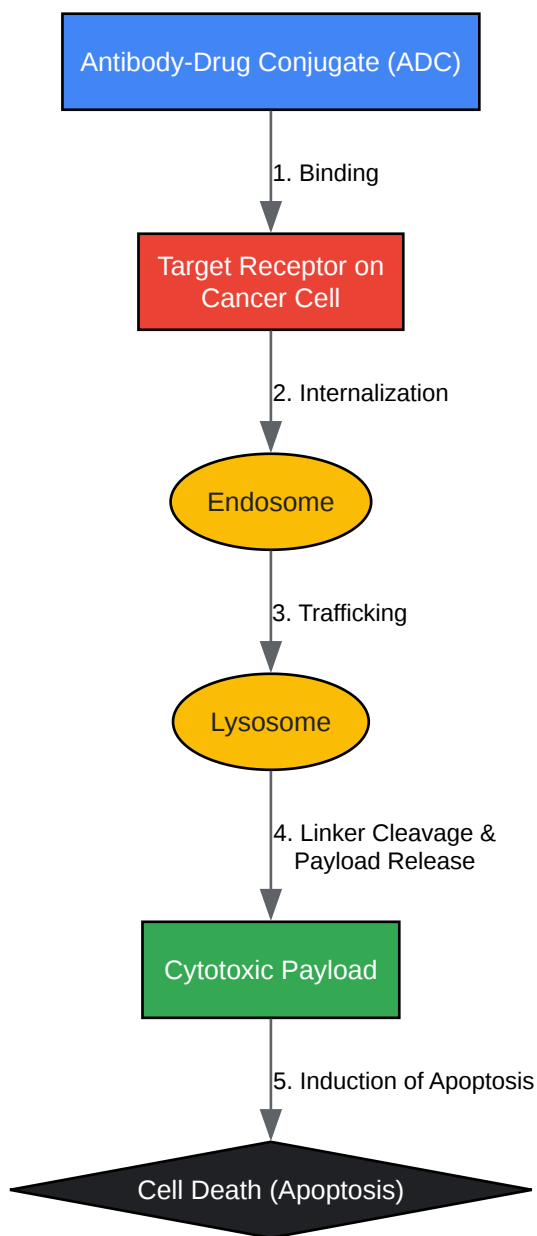 Antibody-Drug Conjugate (ADC)
1. Binding
Target Receptor on
Cancer Cell
2. Internalization
Endosome
3. Trafficking
Lysosome
4. Linker Cleavage &
Payload Release
Cytotoxic Payload
5. Induction of Apoptosis
Cell Death (Apoptosis)